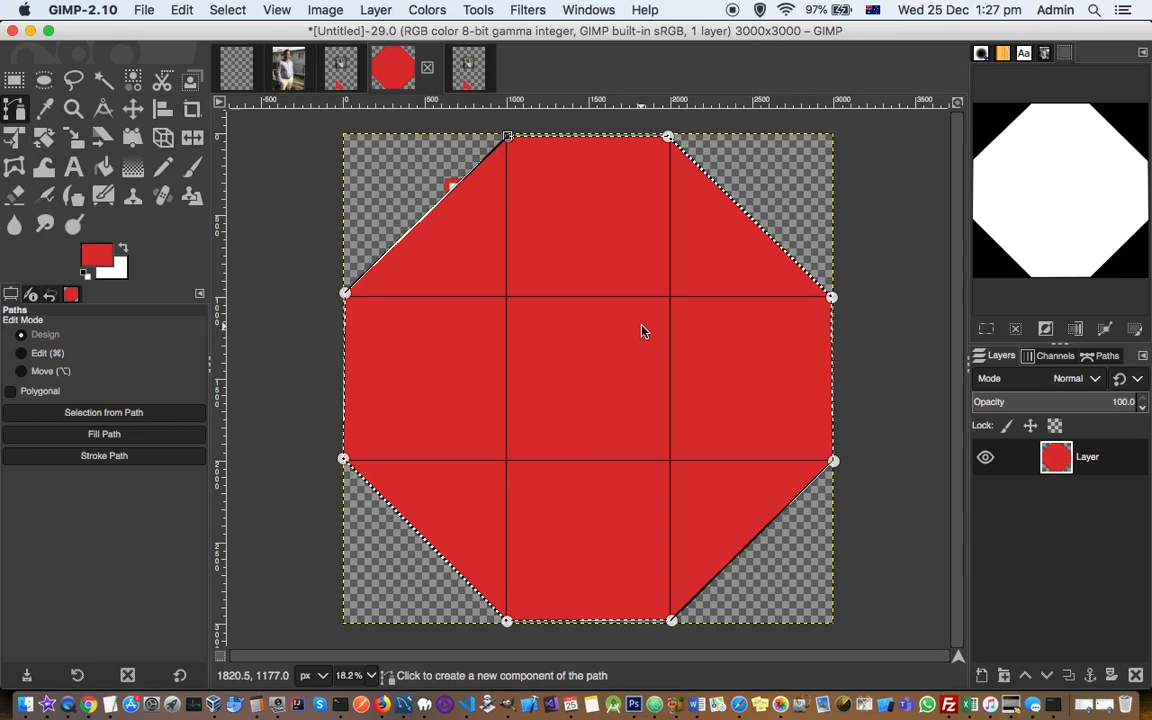 GIMP-2.10 File Edit Select View Image Layer Colors Tools Filters Windows Help 97% Wed 25 Dec 1:27 pm Admin
*[Untitled]-29.0 (RGB color 8-bit gamma integer, GIMP built-in sRGB, 1 layer) 3000x3000 – GIMP
-500 0 500 1000 1500 2000 2500 3000 3500
Paths
Edit Mode
Design
Edit (⌘)
Move (⌥)
Polygonal
Selection from Path
Fill Path
Stroke Path
Layers Channels Paths
Mode Normal
Opacity 100.0
Lock:
Layer
1820.5, 1177.0 px 18.2% Click to create a new component of the path